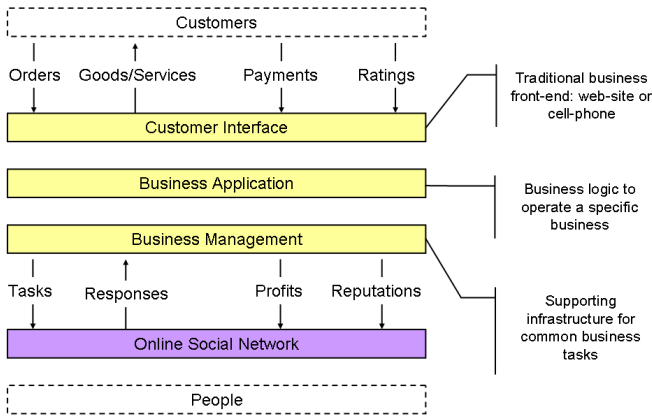 Customers
Orders
Goods/Services
Payments
Ratings
Traditional business
front-end: web-site or
cell-phone
Customer Interface
Business Application
Business logic to
operate a specific
business
Business Management
Tasks
Responses
Profits
Reputations
Supporting
infrastructure for
common business
tasks
Online Social Network
People